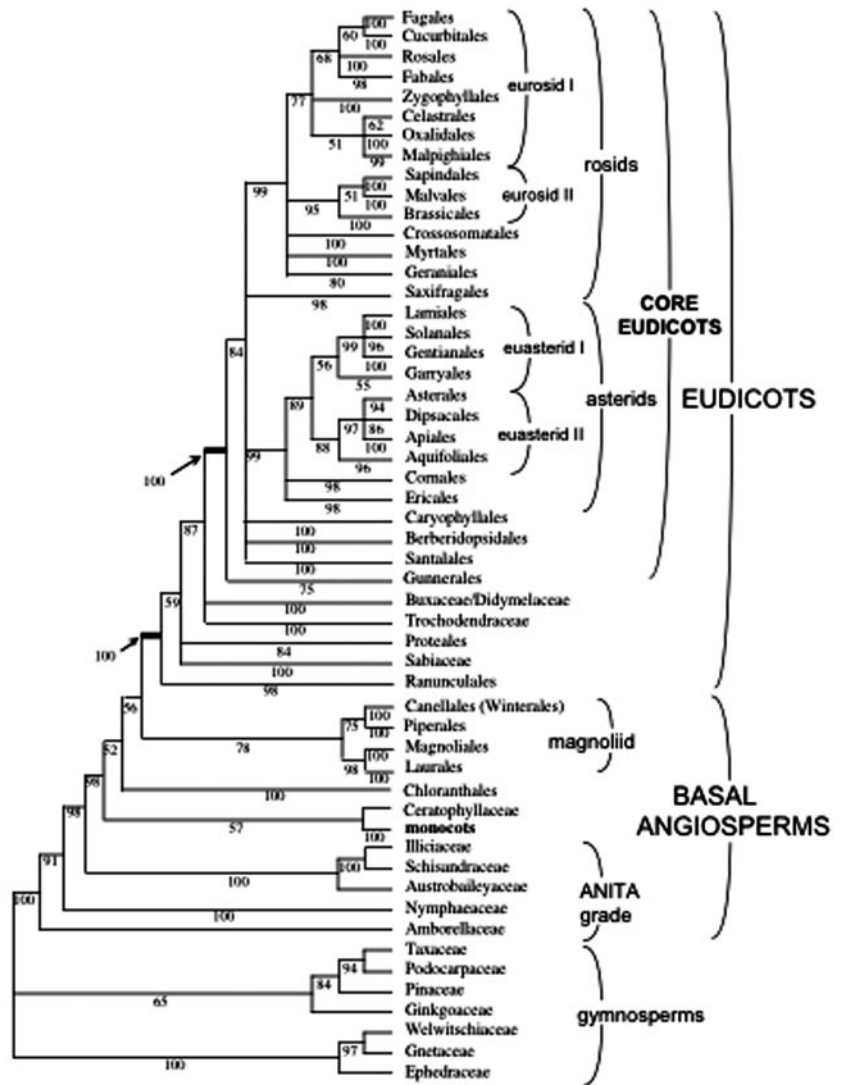 Fagales
100
60
Cucurbitales
100
68
Rosales
100
Fabales
98
eurosid I
77
Zygophyllales
100
Celastrales
62
Oxalidales
51
100
Malpighiales
99
rosids
Sapindales
100
99
51
Malvales
eurosid II
95
100
Brassicales
100
Crossosomatales
100
Myrtales
100
Geraniales
80
Saxifragales
98
CORE
EUDICOTS
Lamiales
100
Solanales
99
96
84
Gentianales
euasterid I
56
100
Garryales
55
89
Asterales
asterids
EUDICOTS
94
Dipsacales
97
86
88
Apiales
euasterid II
100
99
Aquifoliales
96
100
Cornales
98
Ericales
98
Caryophyllales
100
87
Berberidopsidales
100
Santalales
100
Gunnerales
75
59
Buxaceae/Didymelaceae
100
Trochodendraceae
100
Proteales
84
100
Sabiaceae
100
Ranunculales
98
56
Canellales (Winterales)
100
75
Piperales
100
78
magnoliid
52
Magnoliales
100
98
Laurales
100
98
Chloranthales
100
BASAL
ANGIOSPERMS
98
Ceratophyllaceae
57
monocots
100
91
Illiciaceae
100
Schisandraceae
100
Austrobaileyaceae
ANITA
grade
100
Nymphaeaceae
100
Amborellaceae
Taxaceae
94
Podocarpaceae
84
Pinaceae
65
Ginkgoaceae
gymnosperms
Welwitschiaceae
97
Gnetaceae
100
Ephedraceae